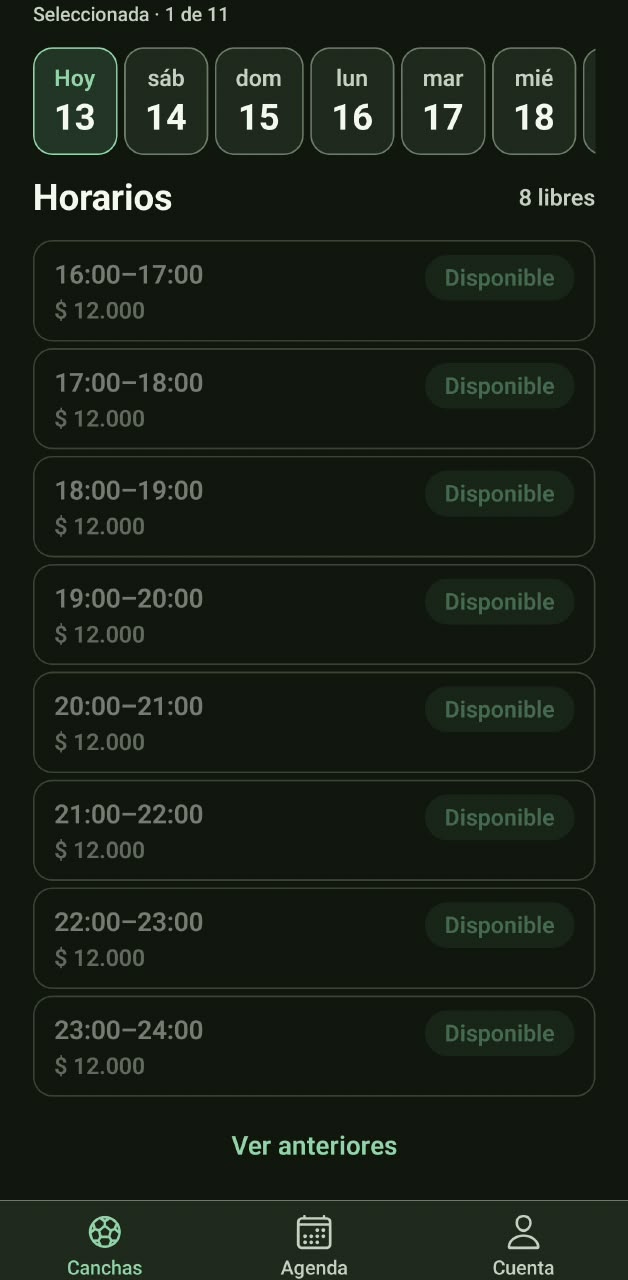 Seleccionada · 1 de 11
Hoy sáb dom lun mar mié
13 14 15 16 17 18
Horarios 8 libres
16:00–17:00 Disponible
$ 12.000
17:00–18:00 Disponible
$ 12.000
18:00–19:00 Disponible
$ 12.000
19:00–20:00 Disponible
$ 12.000
20:00–21:00 Disponible
$ 12.000
21:00–22:00 Disponible
$ 12.000
22:00–23:00 Disponible
$ 12.000
23:00–24:00 Disponible
$ 12.000
Ver anteriores
Canchas Agenda Cuenta